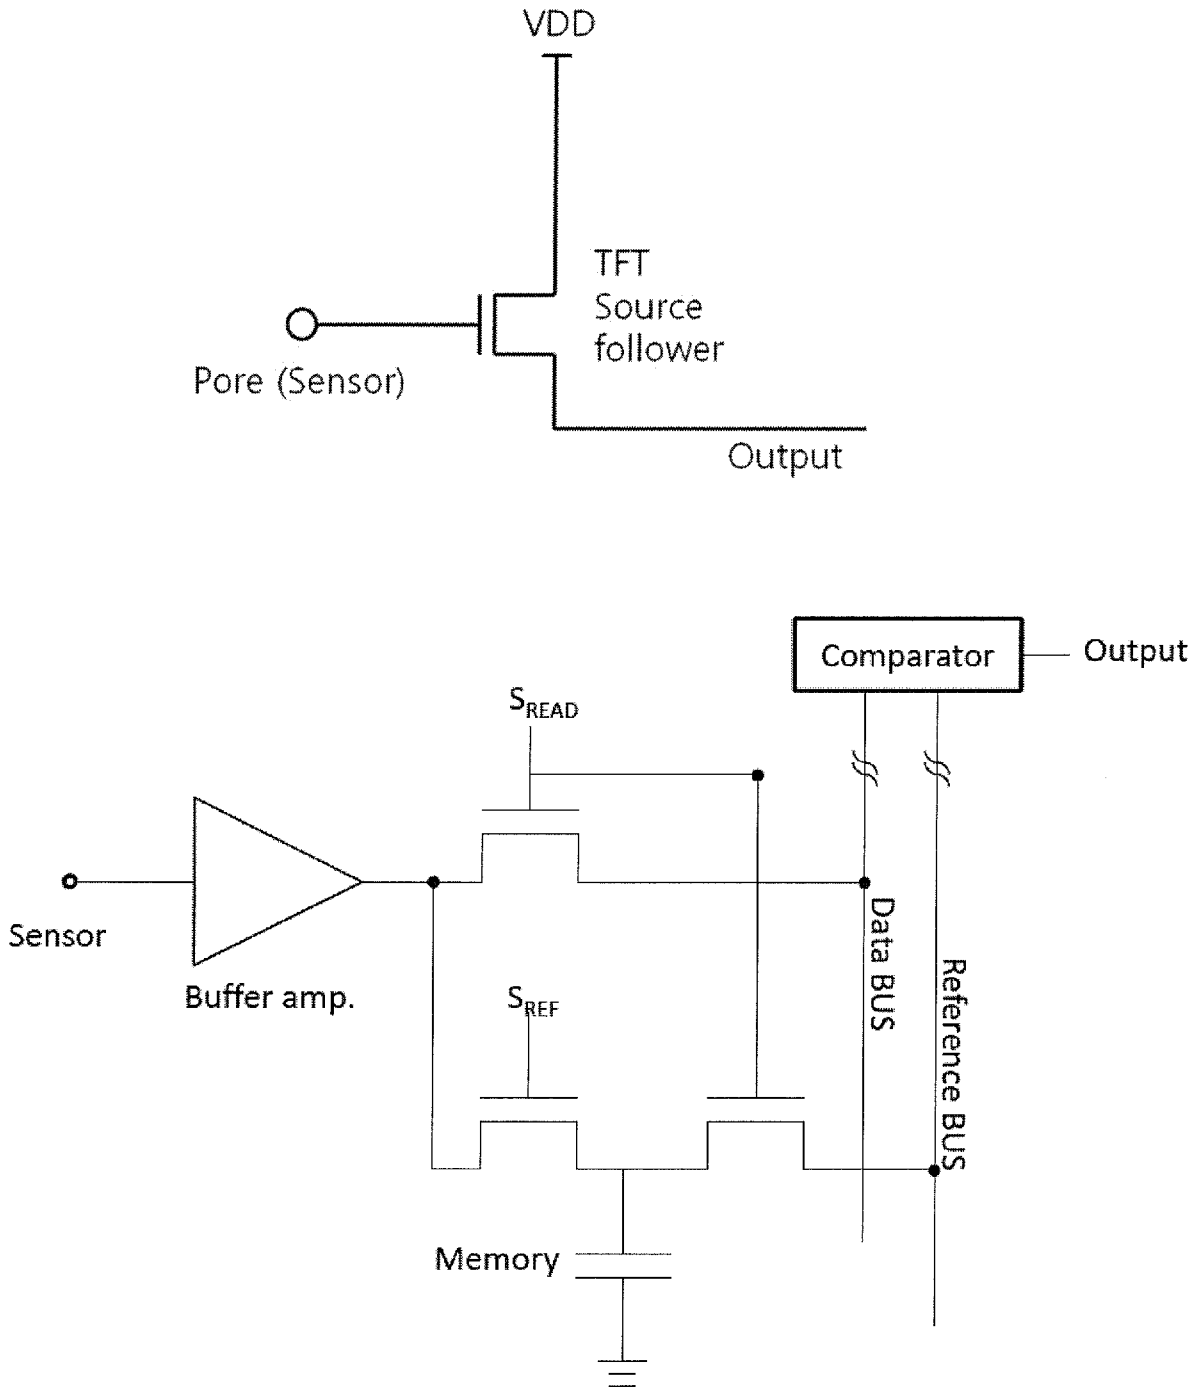 VDD
TFT
Source
follower
Pore (Sensor)
Output
Comparator
Output
SREAD
Sensor
Buffer amp.
Data BUS
SREF
Reference BUS
Memory